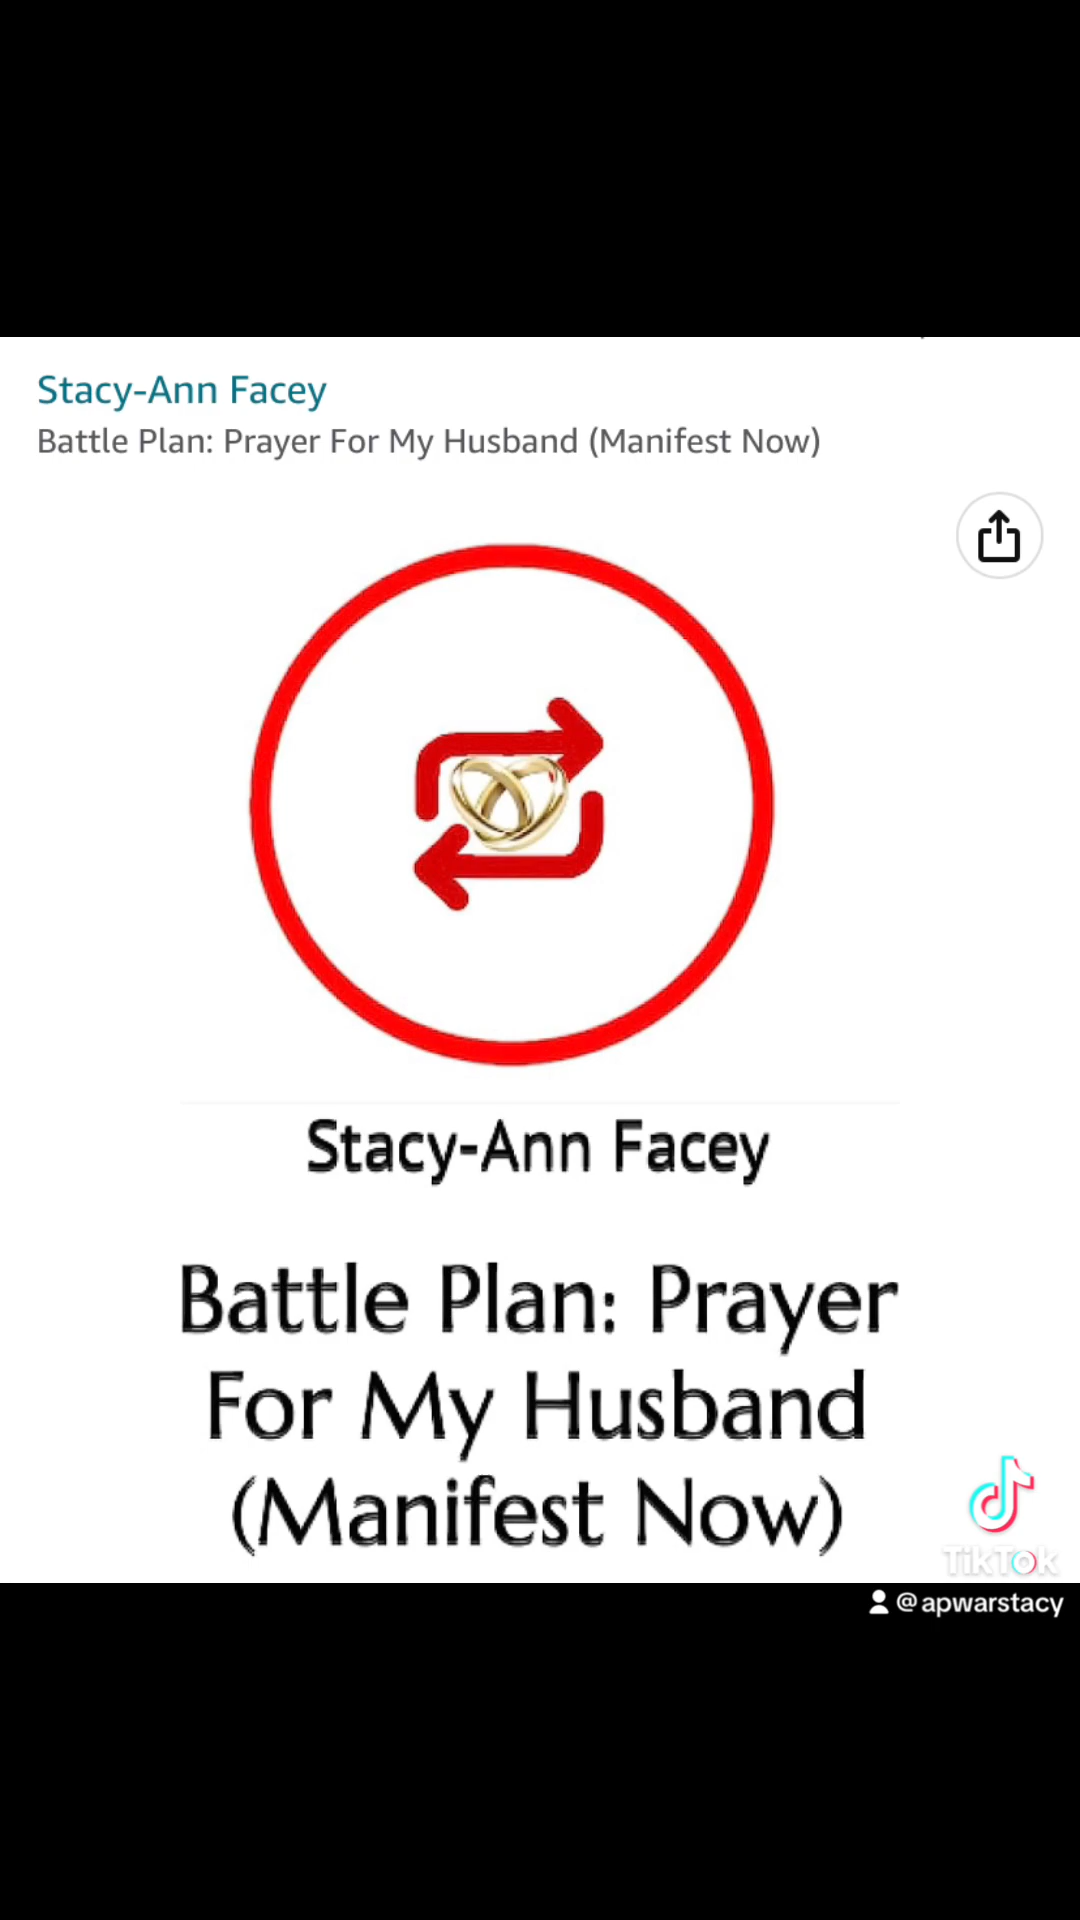 Stacy-Ann Facey
Battle Plan: Prayer For My Husband (Manifest Now)
Stacy-Ann Facey
Battle Plan: Prayer
For My Husband
(Manifest Now)
TikTok
@apwarstacy